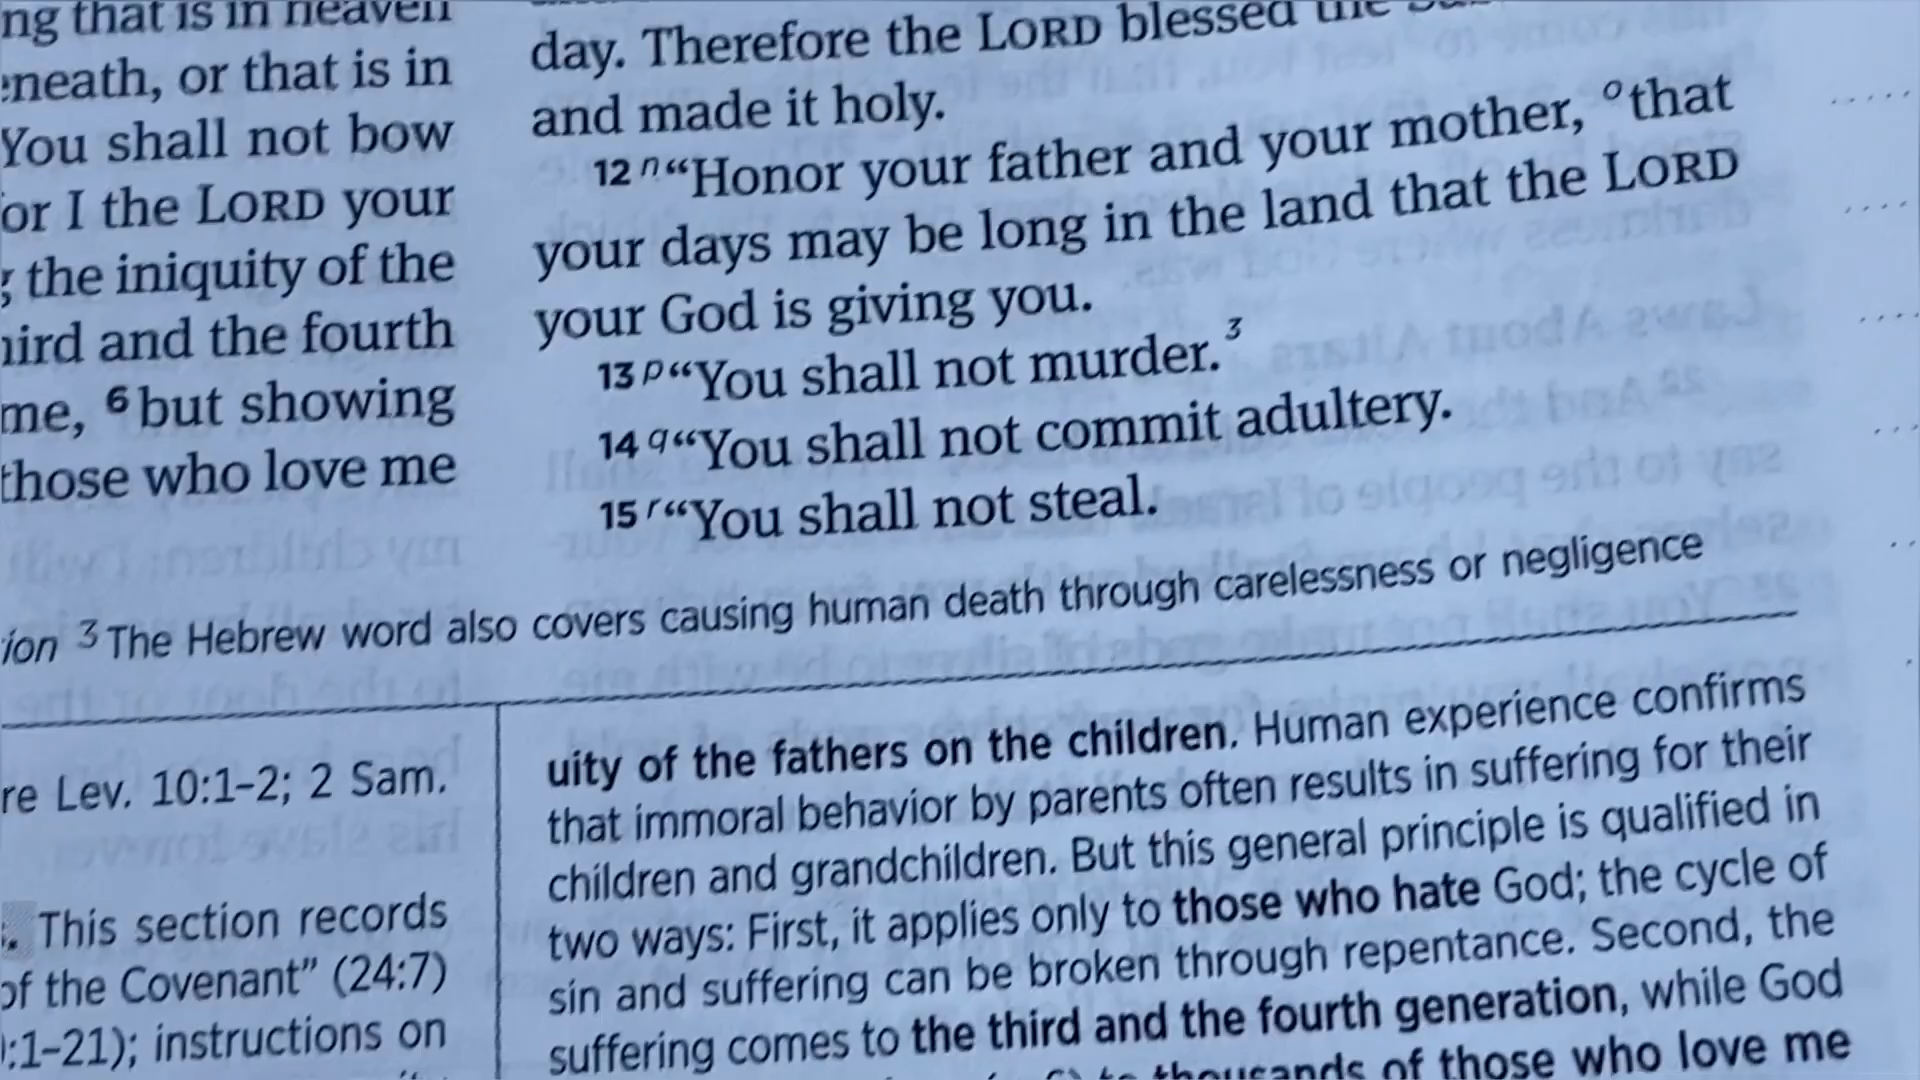 ng that is in heaven
neath, or that is in
You shall not bow
or I the LORD your
the iniquity of the
ird and the fourth
me, 6 but showing
those who love me
day. Therefore the LORD blessed the
and made it holy.
12 n "Honor your father and your mother, o that
your days may be long in the land that the LORD
your God is giving you.
13 p "You shall not murder. 3
14 q "You shall not commit adultery.
15 r "You shall not steal.
ion 3 The Hebrew word also covers causing human death through carelessness or negligence
re Lev. 10:1–2; 2 Sam.
. This section records
of the Covenant" (24:7)
:1–21); instructions on
uity of the fathers on the children. Human experience confirms
that immoral behavior by parents often results in suffering for their
children and grandchildren. But this general principle is qualified in
two ways: First, it applies only to those who hate God; the cycle of
sin and suffering can be broken through repentance. Second, the
suffering comes to the third and the fourth generation, while God
to thousands of those who love me